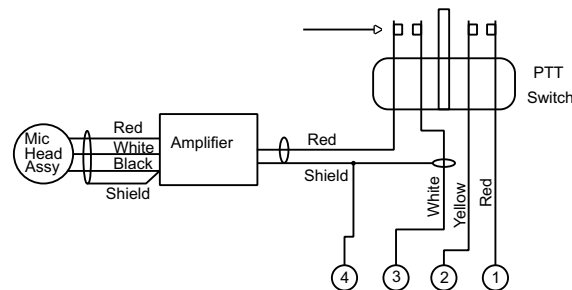 PTT
Switch
Mic
Head
Assy
Red
White
Black
Shield
Amplifier
Red
Shield
White
Yellow
Red
4
3
2
1